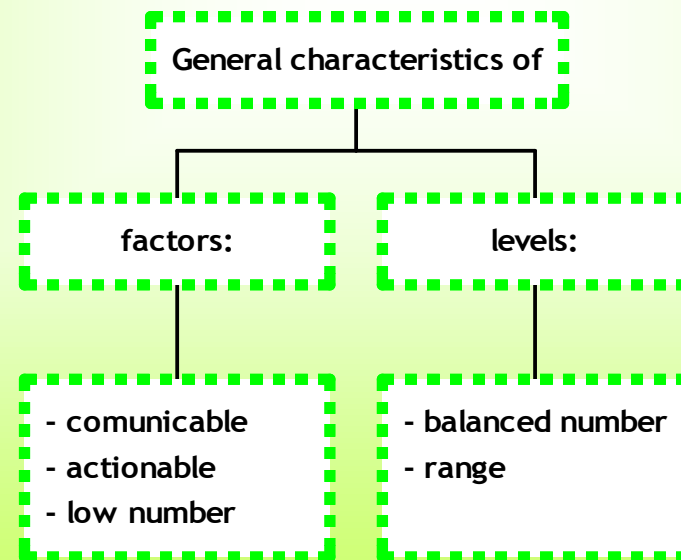 General characteristics of
factors:
levels:
- comunicable
- actionable
- low number
- balanced number
- range